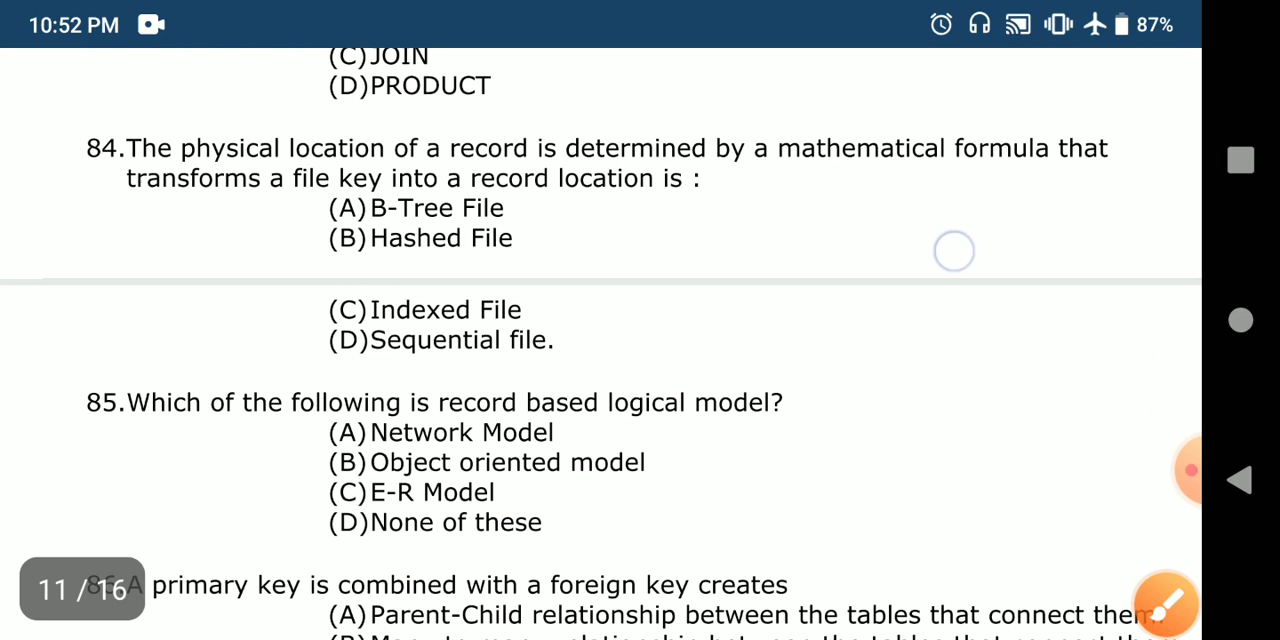 10:52 PM 87%
(C)JOIN
(D)PRODUCT
84.The physical location of a record is determined by a mathematical formula that
transforms a file key into a record location is :
(A)B-Tree File
(B)Hashed File
(C)Indexed File
(D)Sequential file.
85.Which of the following is record based logical model?
(A)Network Model
(B)Object oriented model
(C)E-R Model
(D)None of these
86.A primary key is combined with a foreign key creates
11 / 16
(A)Parent-Child relationship between the tables that connect them.